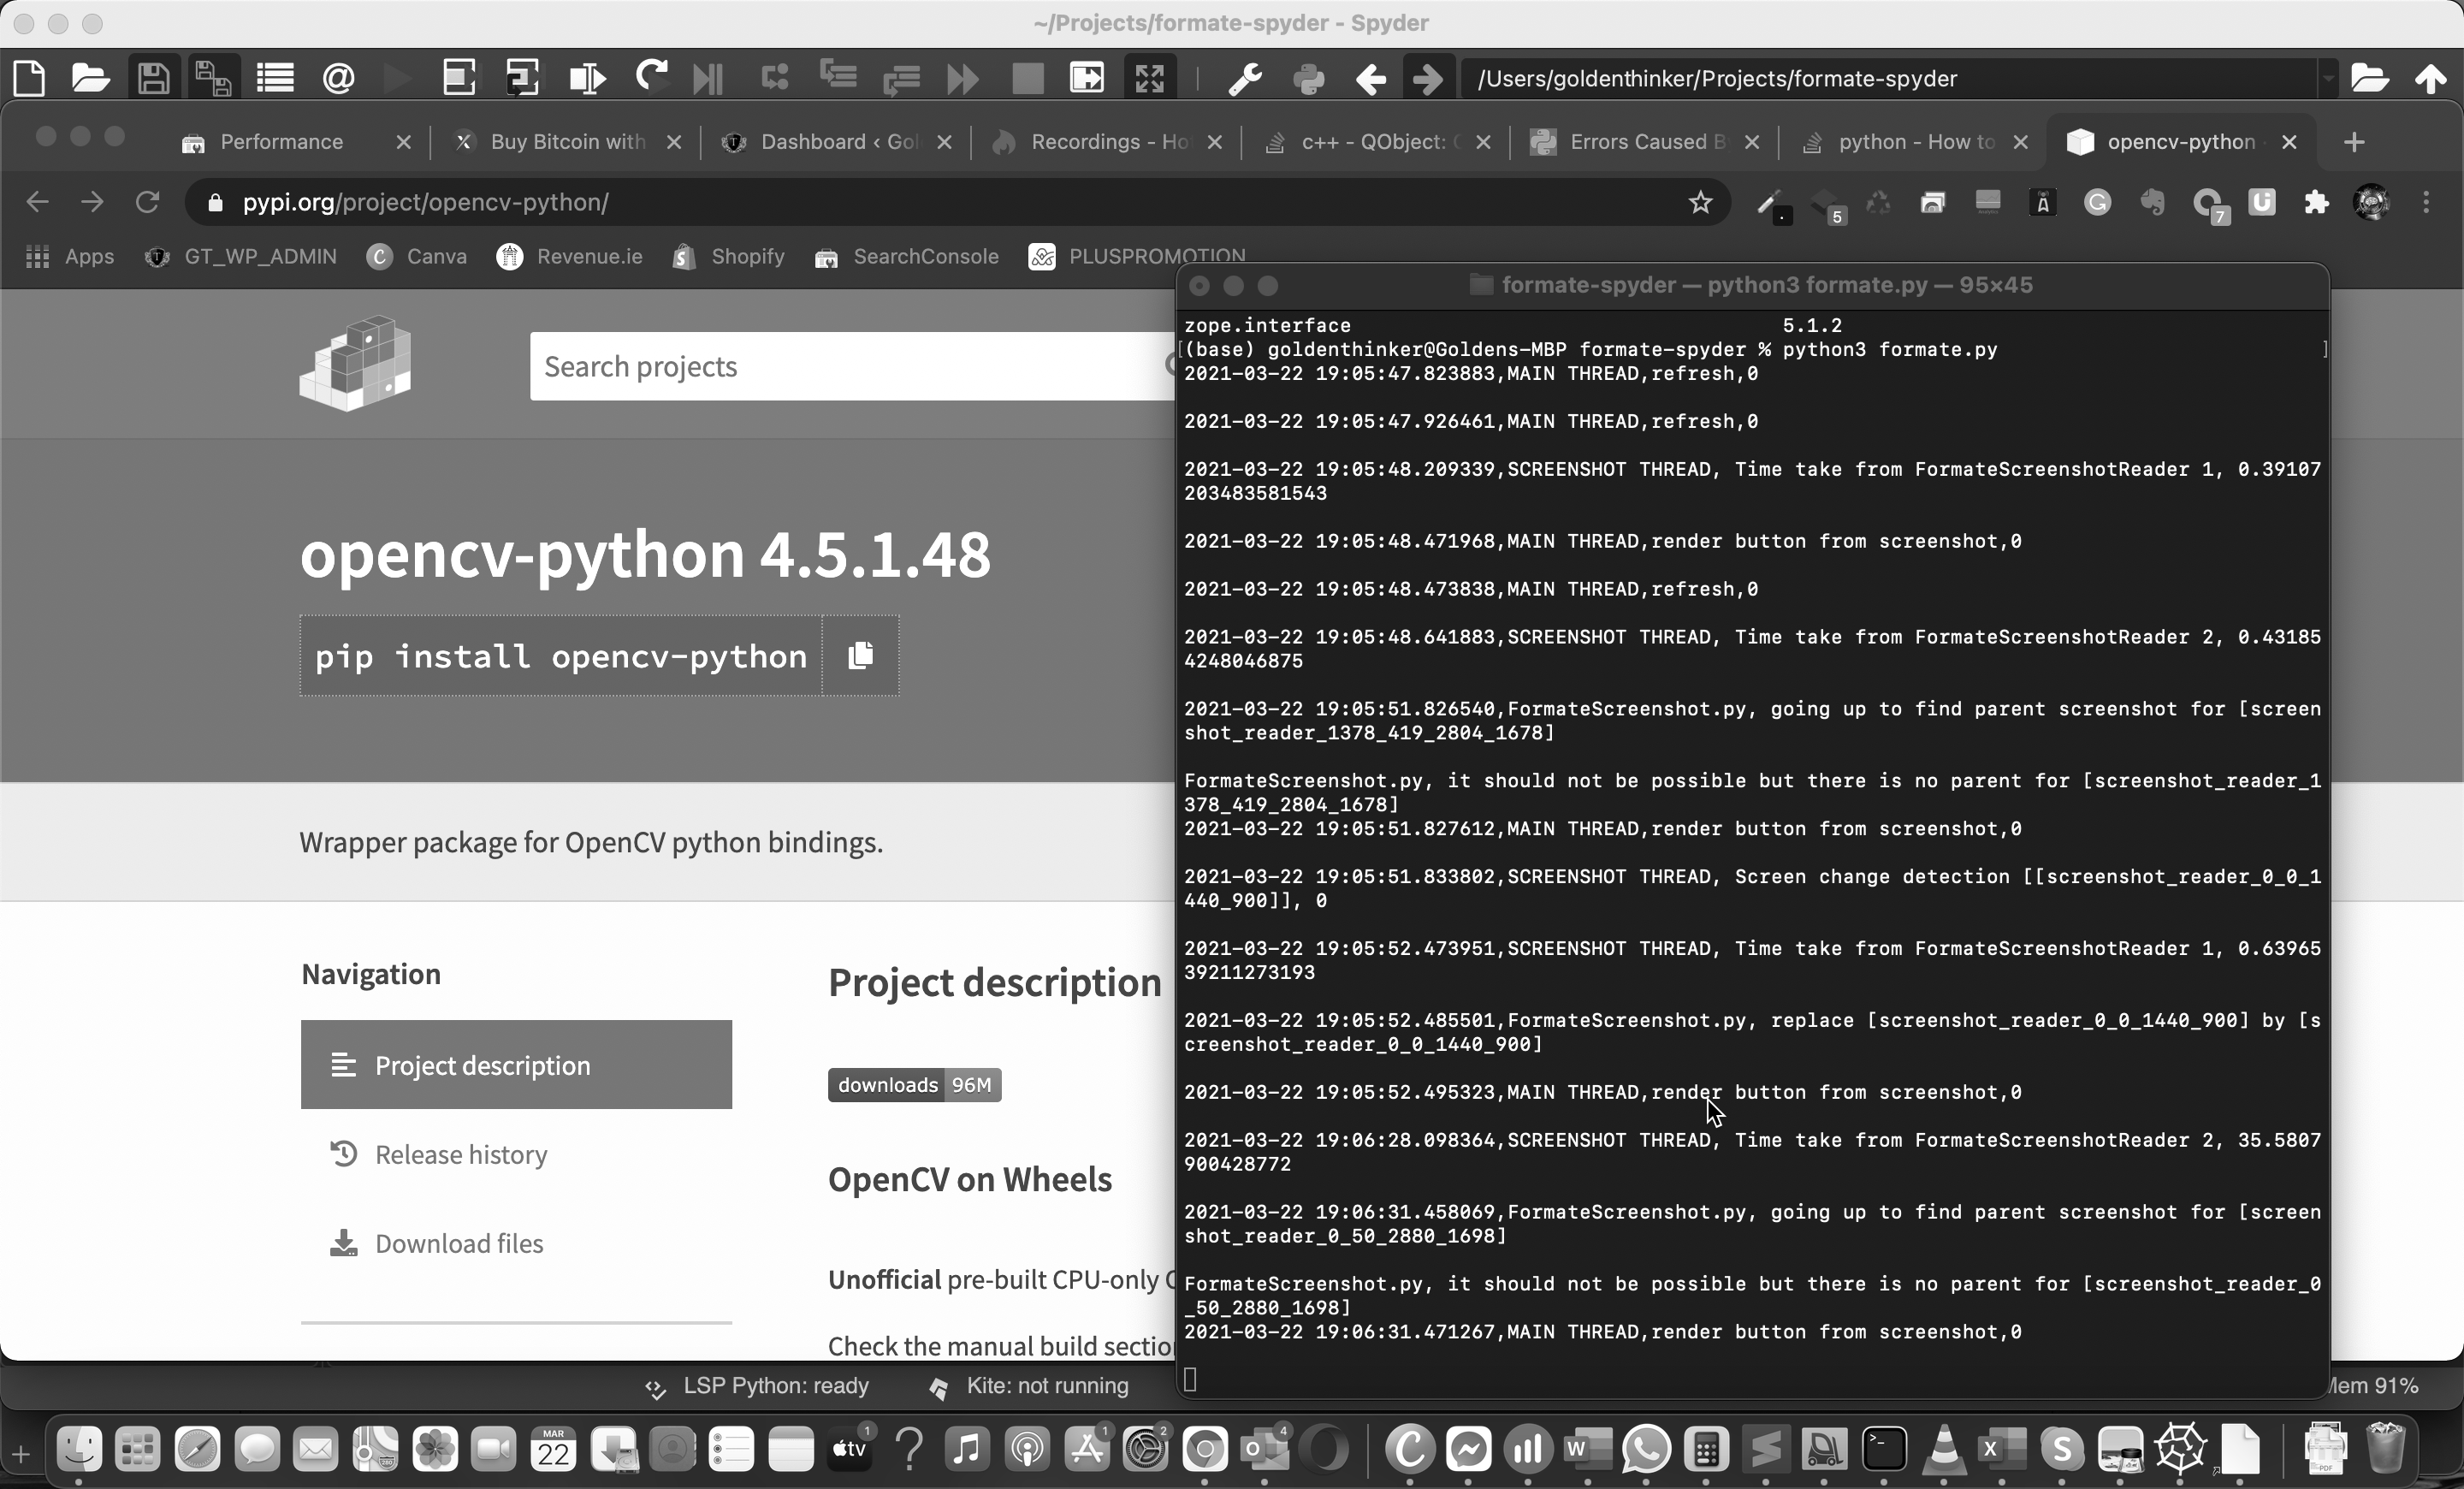 ~/Projects/formate-spyder - Spyder
/Users/goldenthinker/Projects/formate-spyder
Performance
Buy Bitcoin with
Dashboard ‹ Gol
Recordings - Ho
c++ - QObject:
Errors Caused B
python - How to
opencv-python
pypi.org/project/opencv-python/
5
7
Apps
GT_WP_ADMIN
Canva
Revenue.ie
Shopify
SearchConsole
PLUSPROMOTION
Search projects
opencv-python 4.5.1.48
pip install opencv-python
Wrapper package for OpenCV python bindings.
Navigation
Project description
Release history
Download files
Project description
downloads 96M
OpenCV on Wheels
Unofficial pre-built CPU-only
Check the manual build section
formate-spyder — python3 formate.py — 95×45
zope.interface 5.1.2
(base) goldenthinker@Goldens-MBP formate-spyder % python3 formate.py
2021-03-22 19:05:47.823883,MAIN THREAD,refresh,0
2021-03-22 19:05:47.926461,MAIN THREAD,refresh,0
2021-03-22 19:05:48.209339,SCREENSHOT THREAD, Time take from FormateScreenshotReader 1, 0.39107
203483581543
2021-03-22 19:05:48.471968,MAIN THREAD,render button from screenshot,0
2021-03-22 19:05:48.473838,MAIN THREAD,refresh,0
2021-03-22 19:05:48.641883,SCREENSHOT THREAD, Time take from FormateScreenshotReader 2, 0.43185
4248046875
2021-03-22 19:05:51.826540,FormateScreenshot.py, going up to find parent screenshot for [screen
shot_reader_1378_419_2804_1678]
FormateScreenshot.py, it should not be possible but there is no parent for [screenshot_reader_1
378_419_2804_1678]
2021-03-22 19:05:51.827612,MAIN THREAD,render button from screenshot,0
2021-03-22 19:05:51.833802,SCREENSHOT THREAD, Screen change detection [[screenshot_reader_0_0_1
440_900]], 0
2021-03-22 19:05:52.473951,SCREENSHOT THREAD, Time take from FormateScreenshotReader 1, 0.63965
39211273193
2021-03-22 19:05:52.485501,FormateScreenshot.py, replace [screenshot_reader_0_0_1440_900] by [s
creenshot_reader_0_0_1440_900]
2021-03-22 19:05:52.495323,MAIN THREAD,render button from screenshot,0
2021-03-22 19:06:28.098364,SCREENSHOT THREAD, Time take from FormateScreenshotReader 2, 35.5807
900428772
2021-03-22 19:06:31.458069,FormateScreenshot.py, going up to find parent screenshot for [screen
shot_reader_0_50_2880_1698]
FormateScreenshot.py, it should not be possible but there is no parent for [screenshot_reader_0
_50_2880_1698]
2021-03-22 19:06:31.471267,MAIN THREAD,render button from screenshot,0
LSP Python: ready
Kite: not running
Mem 91%
MAR
22
tv
1
1
2
4